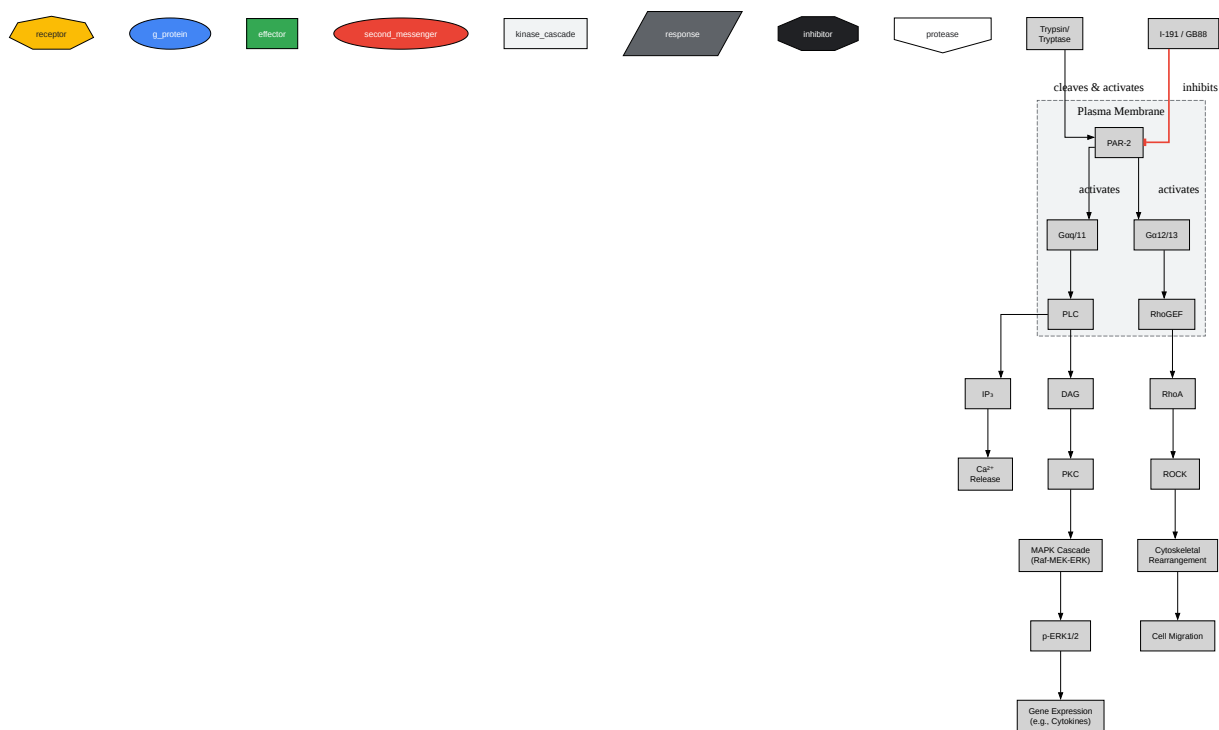 receptor
g_protein
effector
second_messenger
kinase_cascade
response
inhibitor
protease
Trypsin/
Tryptase
I-191 / GB88
cleaves & activates
inhibits
Plasma Membrane
PAR-2
activates
activates
Gαq/11
Gα12/13
PLC
RhoGEF
IP₃
DAG
RhoA
Ca²⁺
Release
PKC
ROCK
MAPK Cascade
(Raf-MEK-ERK)
Cytoskeletal
Rearrangement
p-ERK1/2
Cell Migration
Gene Expression
(e.g., Cytokines)